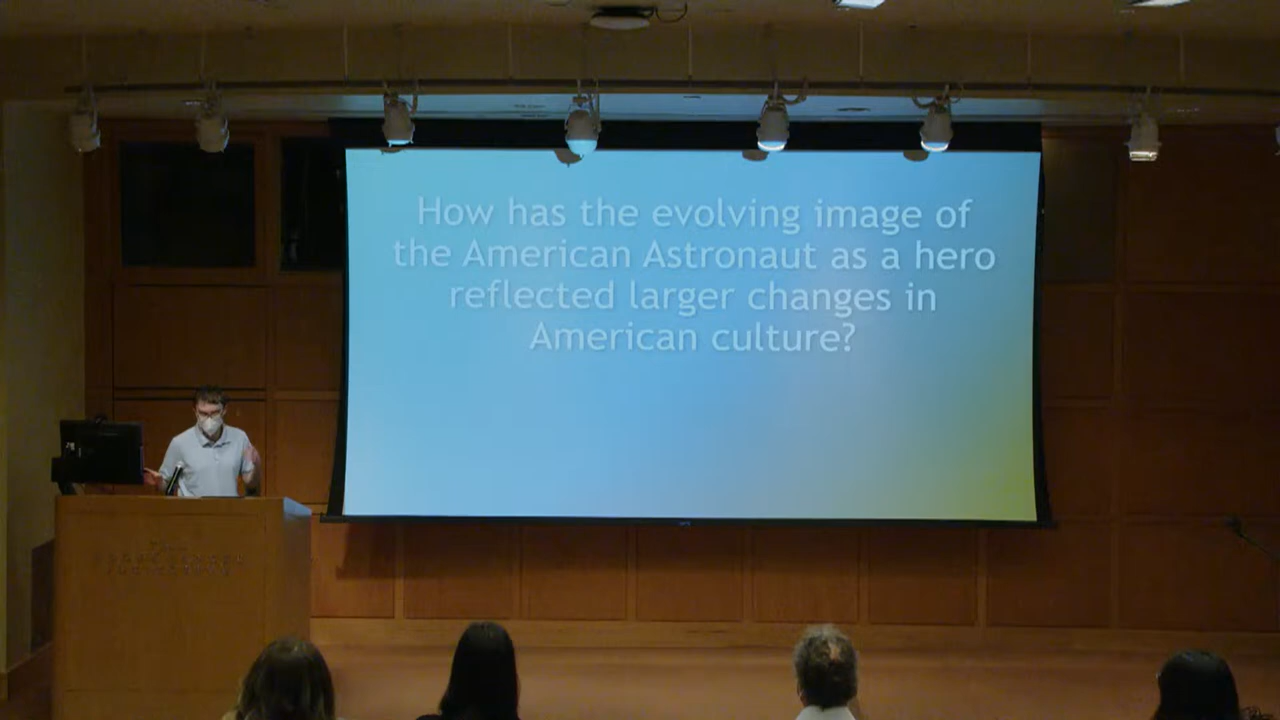 How has the evolving image of
the American Astronaut as a hero
reflected larger changes in
American culture?